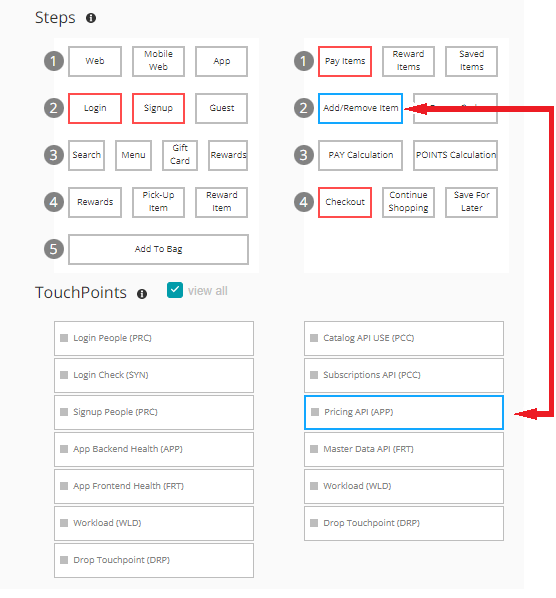 Steps
1 Web Mobile Web App
2 Login Signup Guest
3 Search Menu Gift Card Rewards
4 Rewards Pick-Up Item Reward Item
5 Add To Bag
1 Pay Items Reward Items Saved Items
2 Add/Remove Item
3 PAY Calculation POINTS Calculation
4 Checkout Continue Shopping Save For Later
TouchPoints view all
Login People (PRC)
Login Check (SYN)
Signup People (PRC)
App Backend Health (APP)
App Frontend Health (FRT)
Workload (WLD)
Drop Touchpoint (DRP)
Catalog API USE (PCC)
Subscriptions API (PCC)
Pricing API (APP)
Master Data API (FRT)
Workload (WLD)
Drop Touchpoint (DRP)